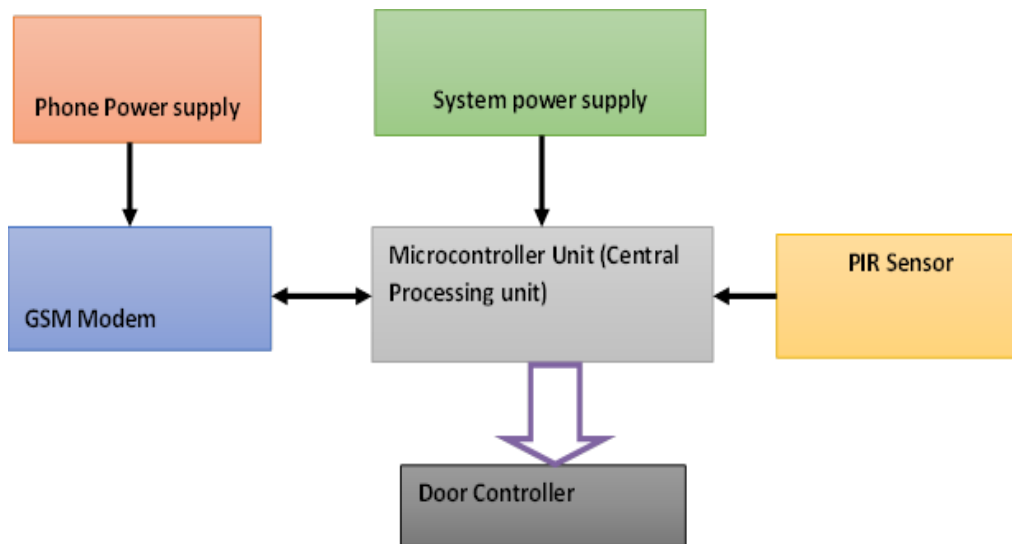 Phone Power supply
System power supply
Microcontroller Unit (Central
Processing unit)
PIR Sensor
GSM Modem
Door Controller